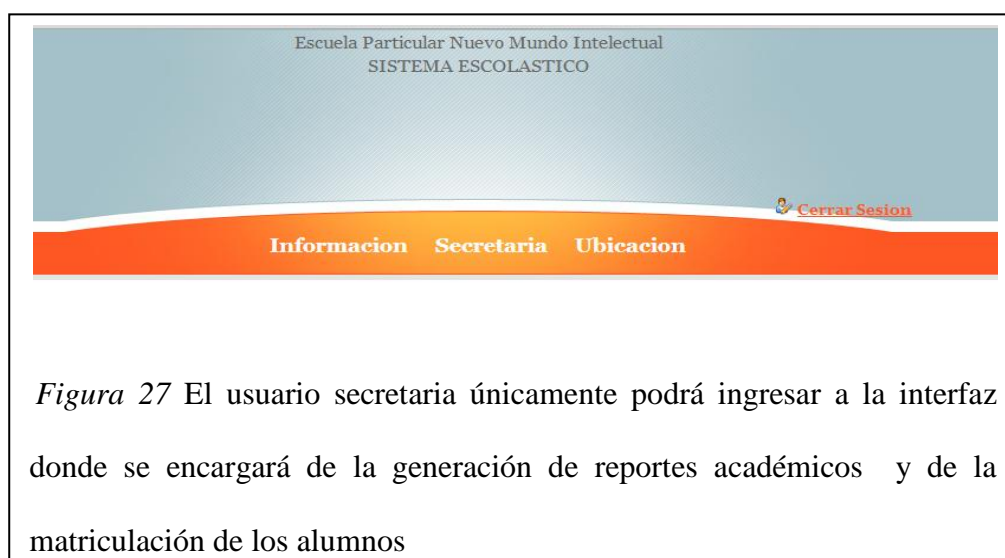 Escuela Particular Nuevo Mundo Intelectual
SISTEMA ESCOLASTICO
Cerrar Sesion
Informacion Secretaria Ubicacion
Figura 27 El usuario secretaria únicamente podrá ingresar a la interfaz
donde se encargará de la generación de reportes académicos y de la
matriculación de los alumnos